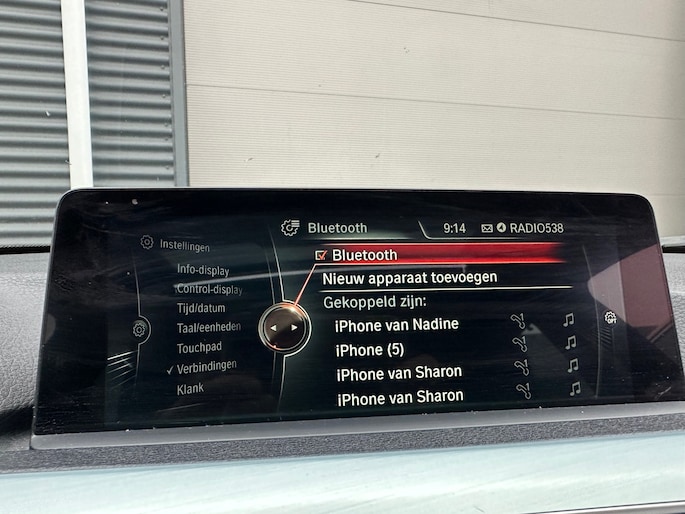 Bluetooth 9:14 RADIO538
Instellingen
Info-display
Control-display
Tijd/datum
Taal/eenheden
Touchpad
Verbindingen
Klank
Bluetooth
Nieuw apparaat toevoegen
Gekoppeld zijn:
iPhone van Nadine
iPhone (5)
iPhone van Sharon
iPhone van Sharon
OPT